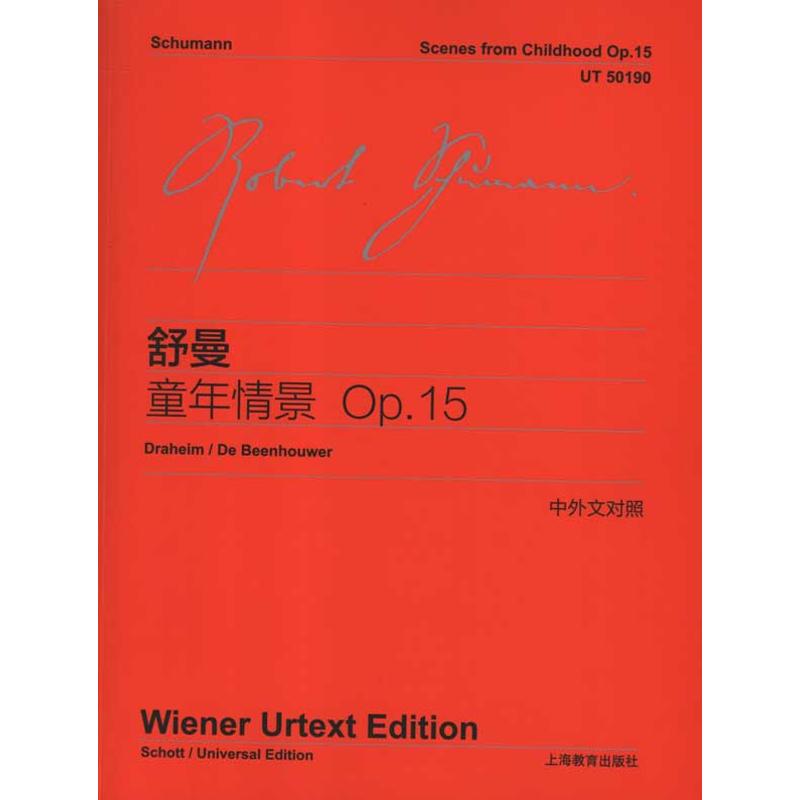 Schumann
Scenes from Childhood Op.15
UT 50190
Robert Schumann.
舒曼
童年情景 Op.15
Draheim / De Beenhouwer
中外文对照
Wiener Urtext Edition
Schott / Universal Edition
上海教育出版社